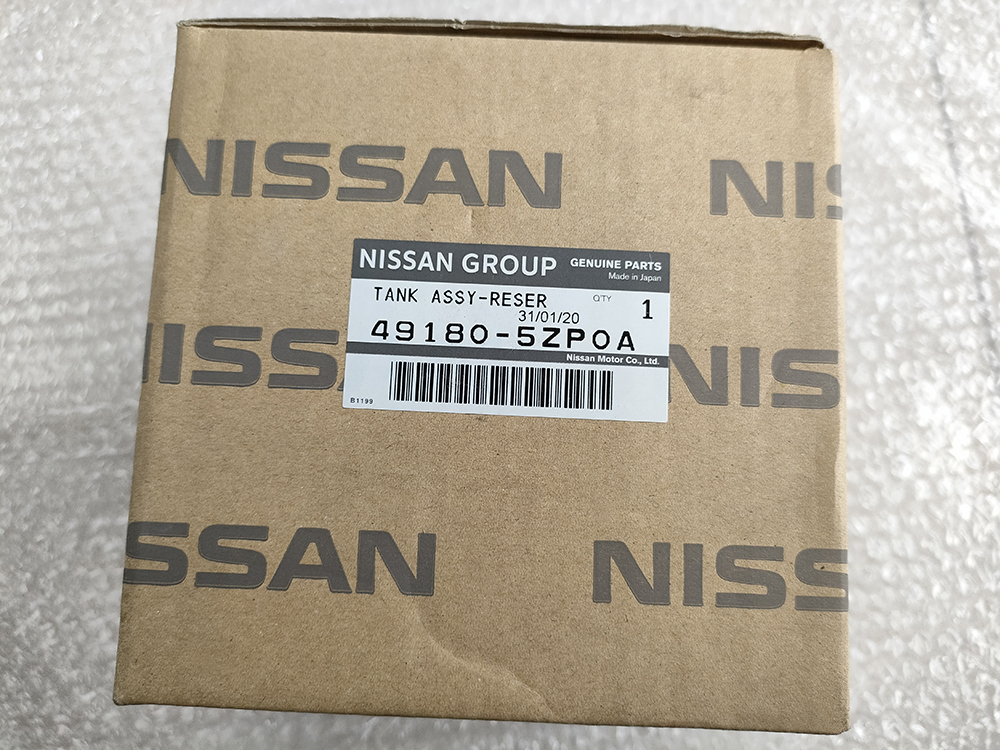 NISSAN NIS
NISSAN GROUP GENUINE PARTS
Made in Japan
TANK ASSY-RESER QTY 1
31/01/20
49180-5ZP0A
Nissan Motor Co., Ltd.
B1199
NISS NIS
SSAN NISS